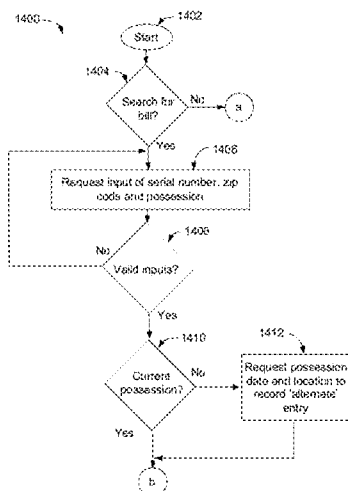 1400
1402
Start
1404
Search for
bill?
No
a
Yes
1406
Request input of serial number, zip
code and possession
1409
No
Valid inputs?
Yes
1410
1412
Current
possession?
No
Request possession
date and location to
record 'alternate'
entry
Yes
b